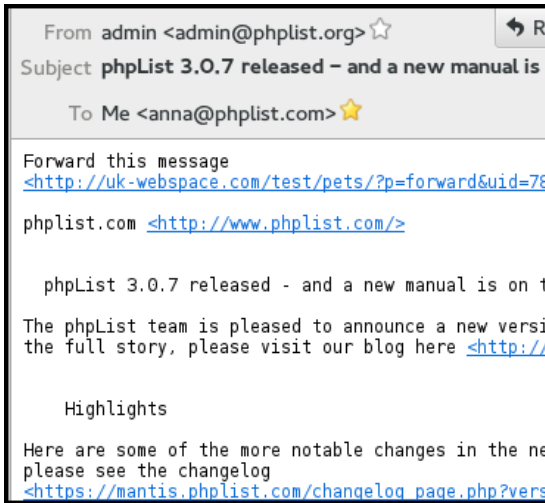 From admin <admin@phplist.org>
Subject phpList 3.0.7 released – and a new manual is
To Me <anna@phplist.com>
Forward this message
<http://uk-webspace.com/test/pets/?p=forward&uid=78
phplist.com <http://www.phplist.com/>
phpList 3.0.7 released - and a new manual is on
The phpList team is pleased to announce a new versi
the full story, please visit our blog here <http://
Highlights
Here are some of the more notable changes in the ne
please see the changelog
<https://mantis.phplist.com/changelog_page.php?vers